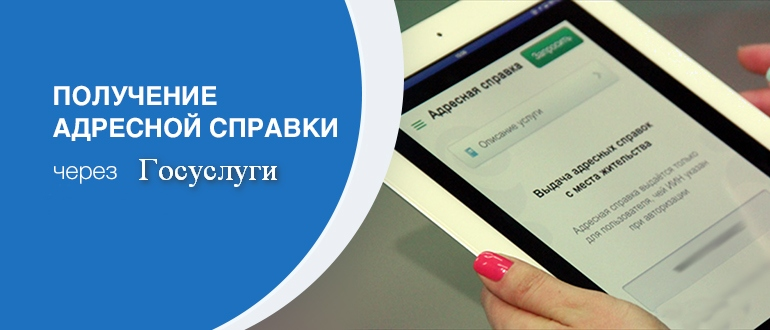 ПОЛУЧЕНИЕ
АДРЕСНОЙ СПРАВКИ
через Госуслуги
Адресная справка
Запросить
Описание услуги
Выдача адресных справок
с места жительства
Адресная справка выдаётся только
для пользователя, чей ИИН указан
при авторизации